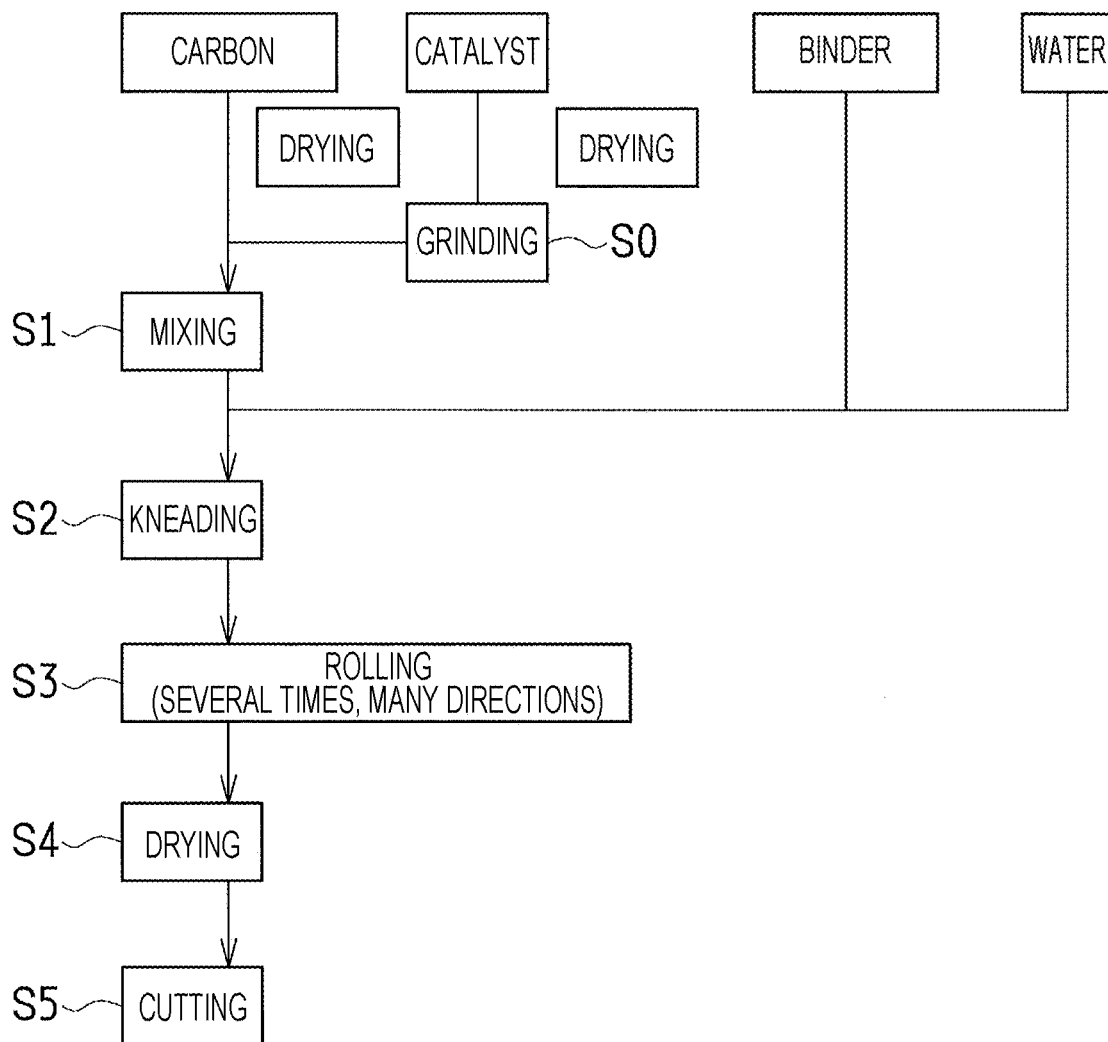 CARBON
CATALYST
BINDER
WATER
DRYING
DRYING
GRINDING
S0
S1
MIXING
S2
KNEADING
S3
ROLLING
(SEVERAL TIMES, MANY DIRECTIONS)
S4
DRYING
S5
CUTTING